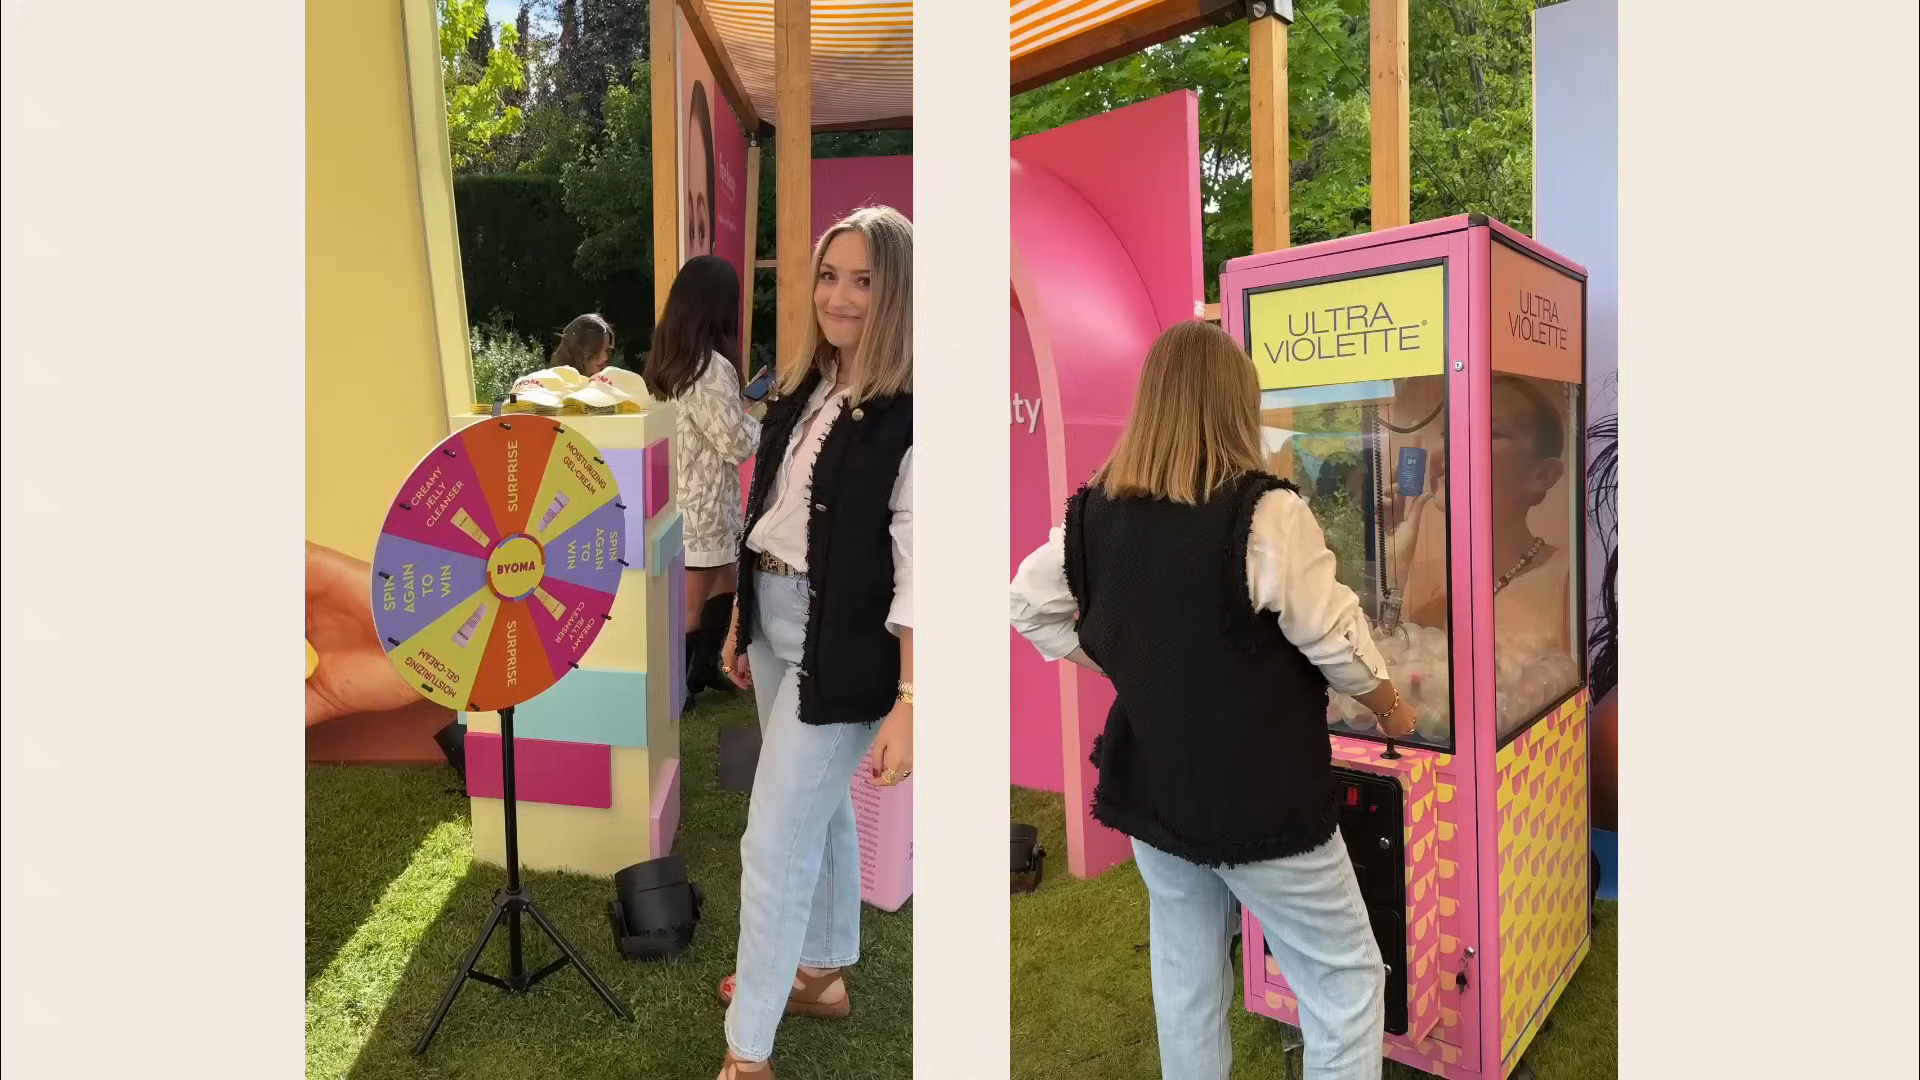 BYOMA
SURPRISE
MOISTURIZING
GEL-CREAM
SPIN
AGAIN
TO
WIN
CREAMY
JELLY
CLEANSER
SURPRISE
MOISTURIZING
GEL-CREAM
SPIN
AGAIN
TO
WIN
CREAMY
JELLY
CLEANSER
BYOMA
ULTRA
VIOLETTE
ULTRA
VIOLETTE